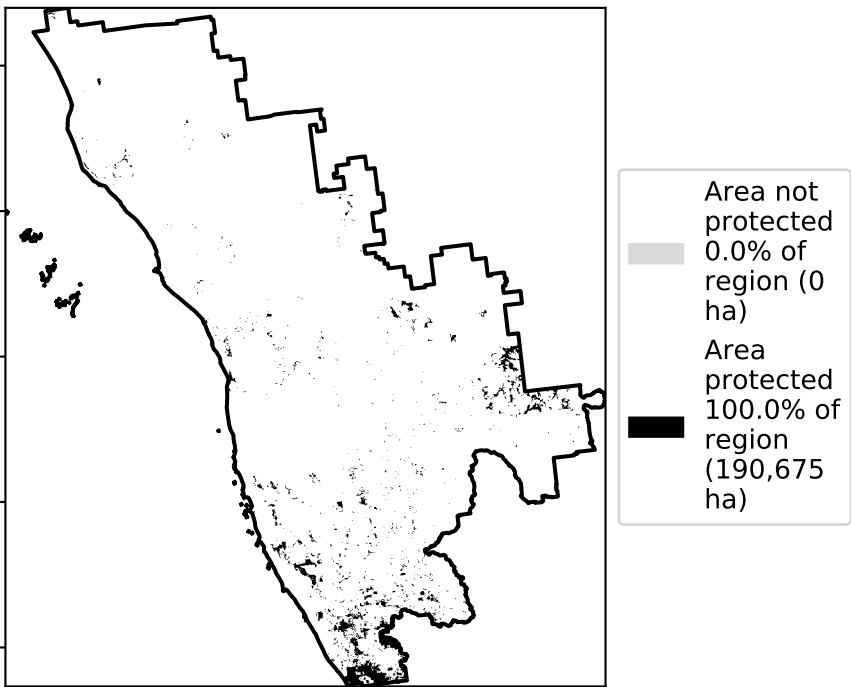 Area not
protected
0.0% of
region (0
ha)
Area
protected
100.0% of
region
(190,675
ha)